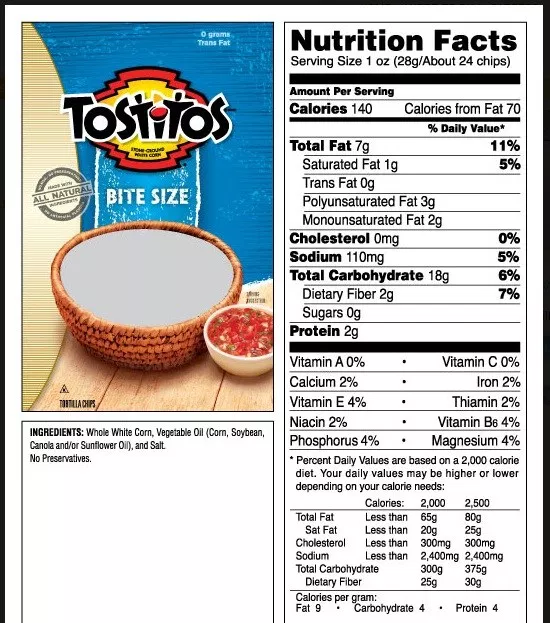 0 grams
Trans Fat
TOSTITOS
STONE-GROUND
WHITE CORN
MADE WITH
ALL NATURAL
INGREDIENTS
BITE SIZE
SERVING
SUGGESTION
TORTILLA CHIPS
INGREDIENTS: Whole White Corn, Vegetable Oil (Corn, Soybean,
Canola and/or Sunflower Oil), and Salt.
No Preservatives.
Nutrition Facts
Serving Size 1 oz (28g/About 24 chips)
Amount Per Serving
Calories 140 Calories from Fat 70
% Daily Value*
Total Fat 7g 11%
Saturated Fat 1g 5%
Trans Fat 0g
Polyunsaturated Fat 3g
Monounsaturated Fat 2g
Cholesterol 0mg 0%
Sodium 110mg 5%
Total Carbohydrate 18g 6%
Dietary Fiber 2g 7%
Sugars 0g
Protein 2g
Vitamin A 0% • Vitamin C 0%
Calcium 2% • Iron 2%
Vitamin E 4% • Thiamin 2%
Niacin 2% • Vitamin B6 4%
Phosphorus 4% • Magnesium 4%
* Percent Daily Values are based on a 2,000 calorie
diet. Your daily values may be higher or lower
depending on your calorie needs:
Calories: 2,000 2,500
Total Fat Less than 65g 80g
Sat Fat Less than 20g 25g
Cholesterol Less than 300mg 300mg
Sodium Less than 2,400mg 2,400mg
Total Carbohydrate 300g 375g
Dietary Fiber 25g 30g
Calories per gram:
Fat 9 • Carbohydrate 4 • Protein 4